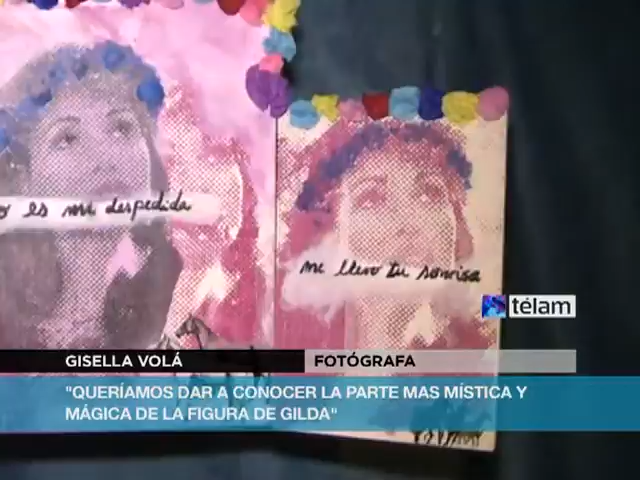 es mi despedida
me llevo tu sonrisa
télam
GISELLA VOLÁ
FOTÓGRAFA
"QUERÍAMOS DAR A CONOCER LA PARTE MAS MÍSTICA Y
MÁGICA DE LA FIGURA DE GILDA"